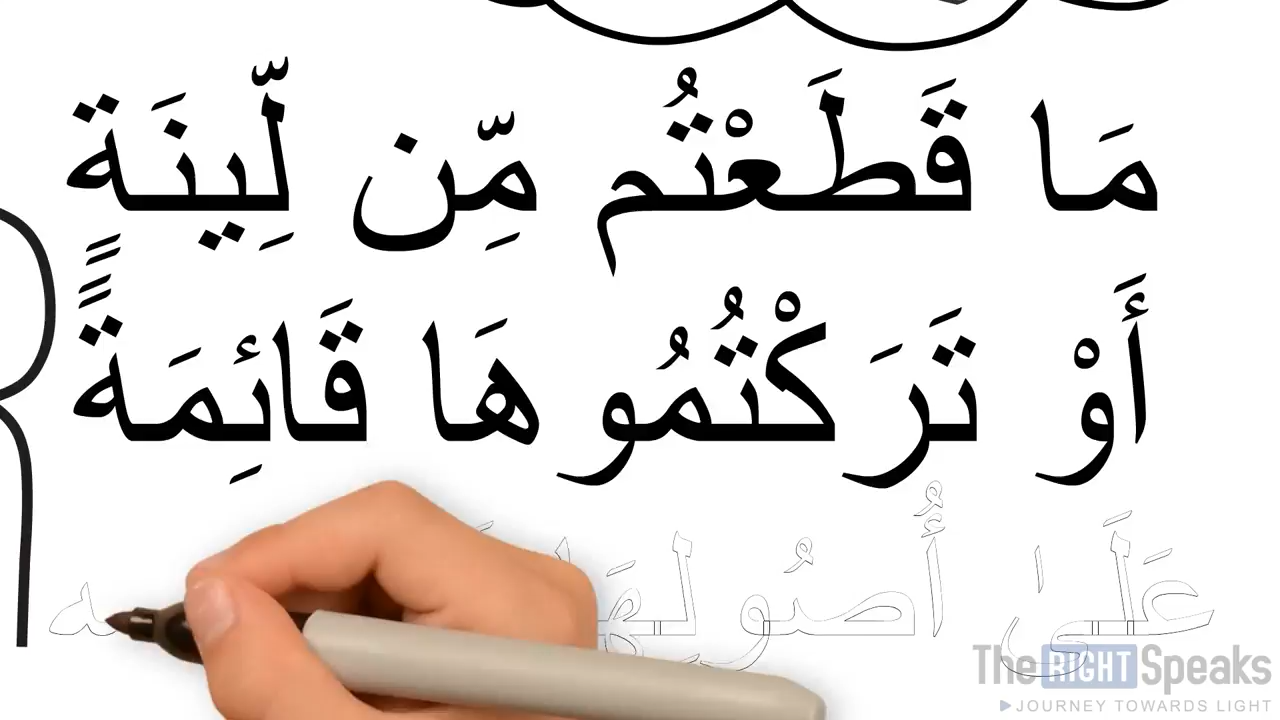 مَا قَطَعْتُم مِّن لِّينَةٍ
أَوْ تَرَكْتُمُوهَا قَائِمَةً
عَلَىٰ أُصُولِهَا
The RIGHT Speaks
JOURNEY TOWARDS LIGHT